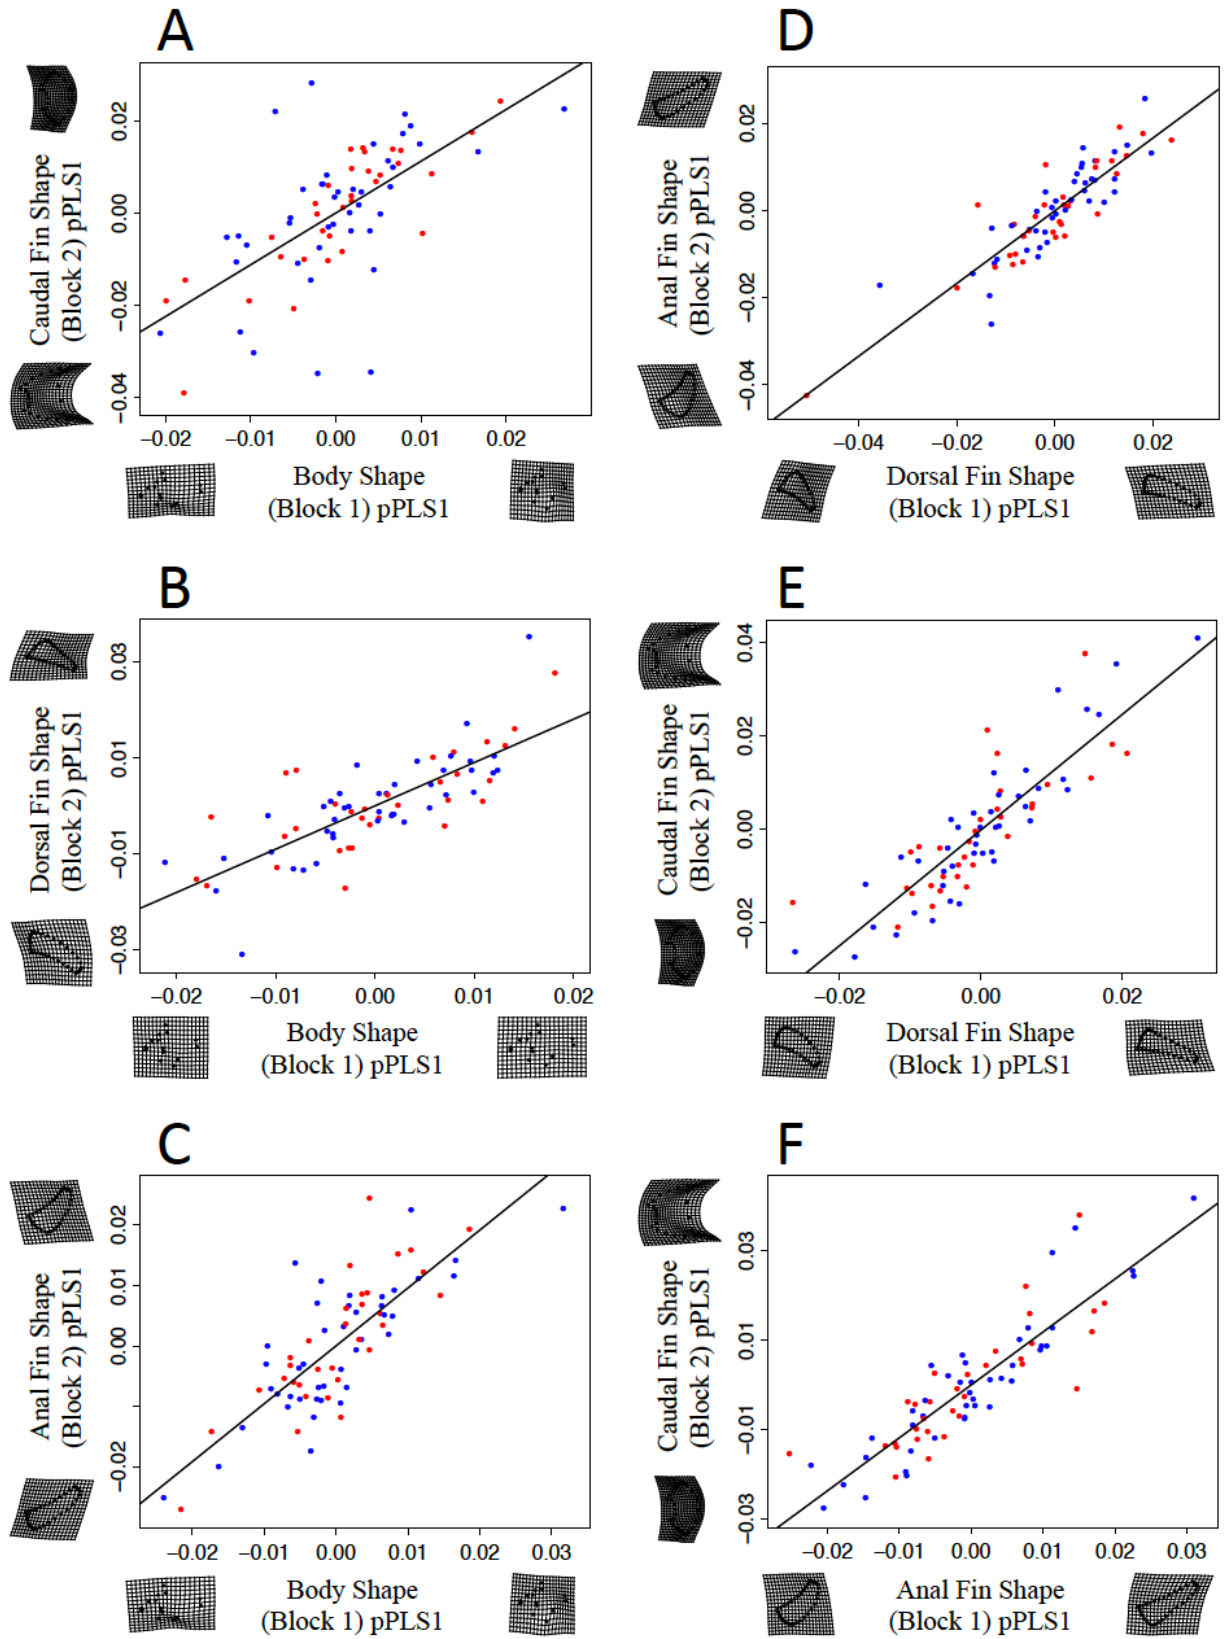 A
Caudal Fin Shape
(Block 2) pPLS1
0.02
0.00
−0.02
−0.04
−0.02 −0.01 0.00 0.01 0.02
Body Shape
(Block 1) pPLS1
D
Anal Fin Shape
(Block 2) pPLS1
0.02
0.00
−0.02
−0.04
−0.04 −0.02 0.00 0.02
Dorsal Fin Shape
(Block 1) pPLS1
B
Dorsal Fin Shape
(Block 2) pPLS1
0.03
0.01
−0.01
−0.03
−0.02 −0.01 0.00 0.01 0.02
Body Shape
(Block 1) pPLS1
E
Caudal Fin Shape
(Block 2) pPLS1
0.04
0.02
0.00
−0.02
−0.02 0.00 0.02
Dorsal Fin Shape
(Block 1) pPLS1
C
Anal Fin Shape
(Block 2) pPLS1
0.02
0.01
0.00
−0.02
−0.02 −0.01 0.00 0.01 0.02 0.03
Body Shape
(Block 1) pPLS1
F
Caudal Fin Shape
(Block 2) pPLS1
0.03
0.01
−0.01
−0.03
−0.02 −0.01 0.00 0.01 0.02 0.03
Anal Fin Shape
(Block 1) pPLS1